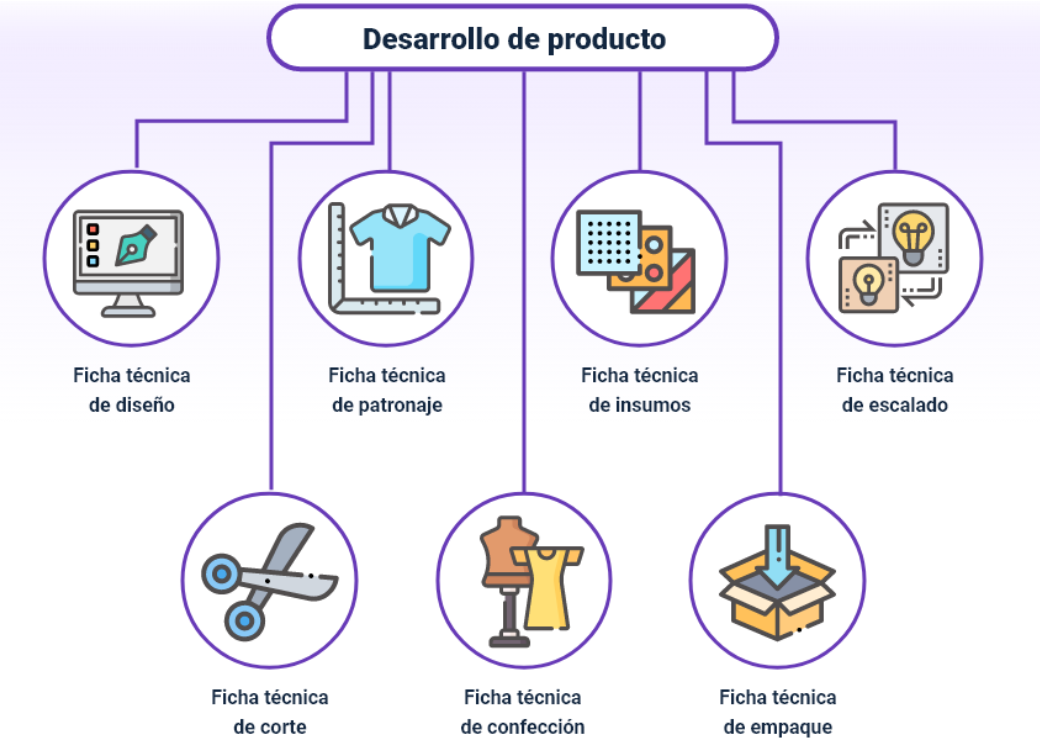 Desarrollo de producto
Ficha técnica
de diseño
Ficha técnica
de patronaje
Ficha técnica
de insumos
Ficha técnica
de escalado
Ficha técnica
de corte
Ficha técnica
de confección
Ficha técnica
de empaque